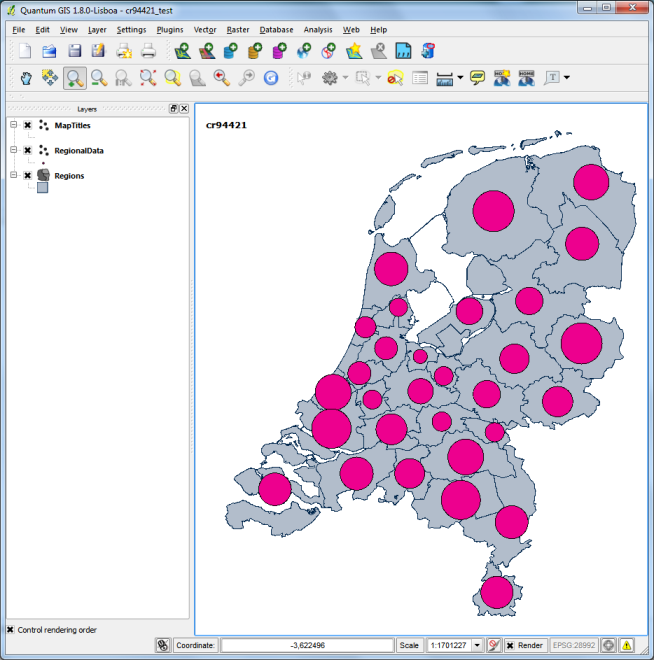 Quantum GIS 1.8.0-Lisboa - cr94421_test
File Edit View Layer Settings Plugins Vector Raster Database Analysis Web Help
Layers
MapTitles
RegionalData
Regions
cr94421
Control rendering order
Coordinate: -3,622496 Scale 1:1701227 Render EPSG:28992